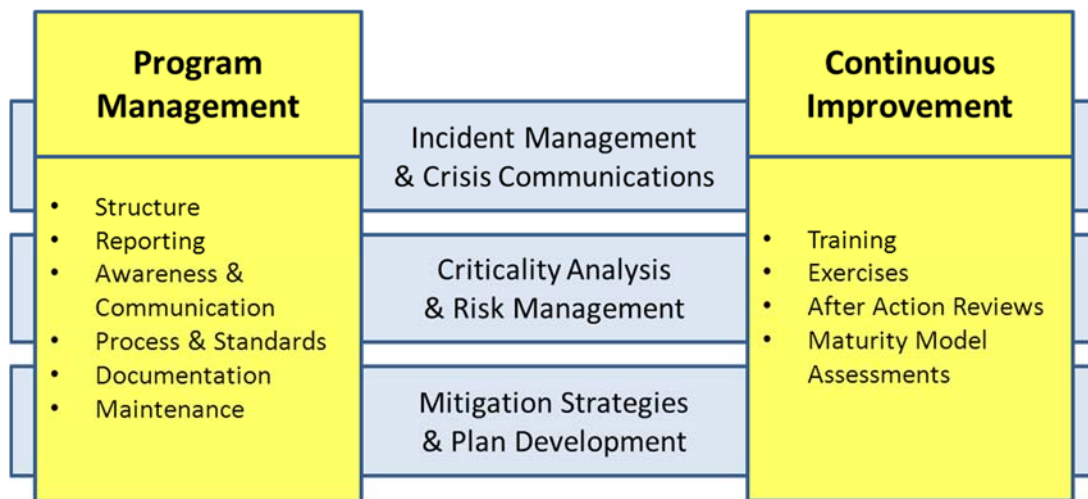 Program
Management
• Structure
• Reporting
• Awareness &
Communication
• Process & Standards
• Documentation
• Maintenance
Incident Management
& Crisis Communications
Criticality Analysis
& Risk Management
Mitigation Strategies
& Plan Development
Continuous
Improvement
• Training
• Exercises
• After Action Reviews
• Maturity Model
Assessments